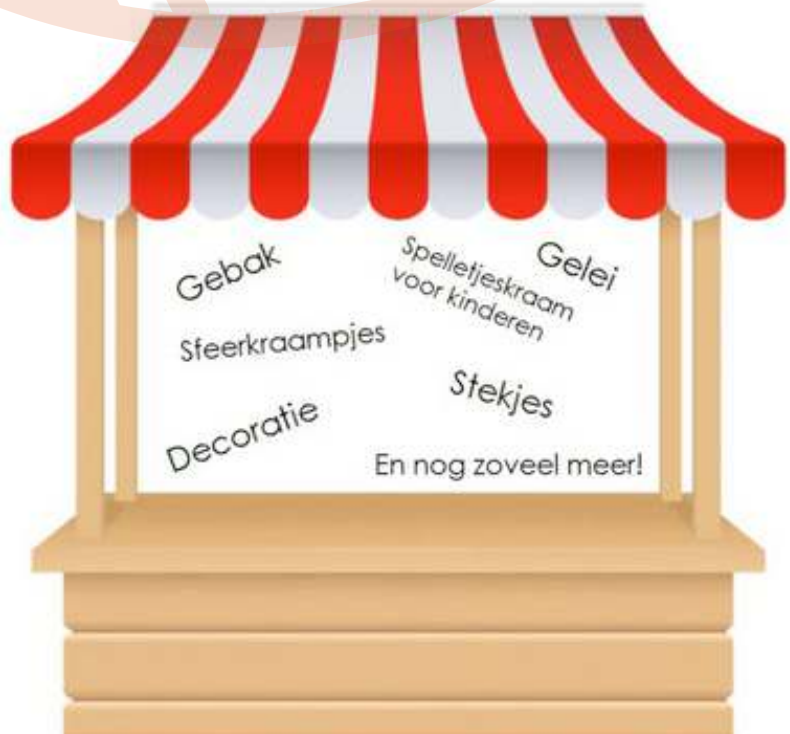 Gebak
Spelletjeskraam
voor kinderen
Gelei
Sfeerkraampjes
Stekjes
Decoratie
En nog zoveel meer!